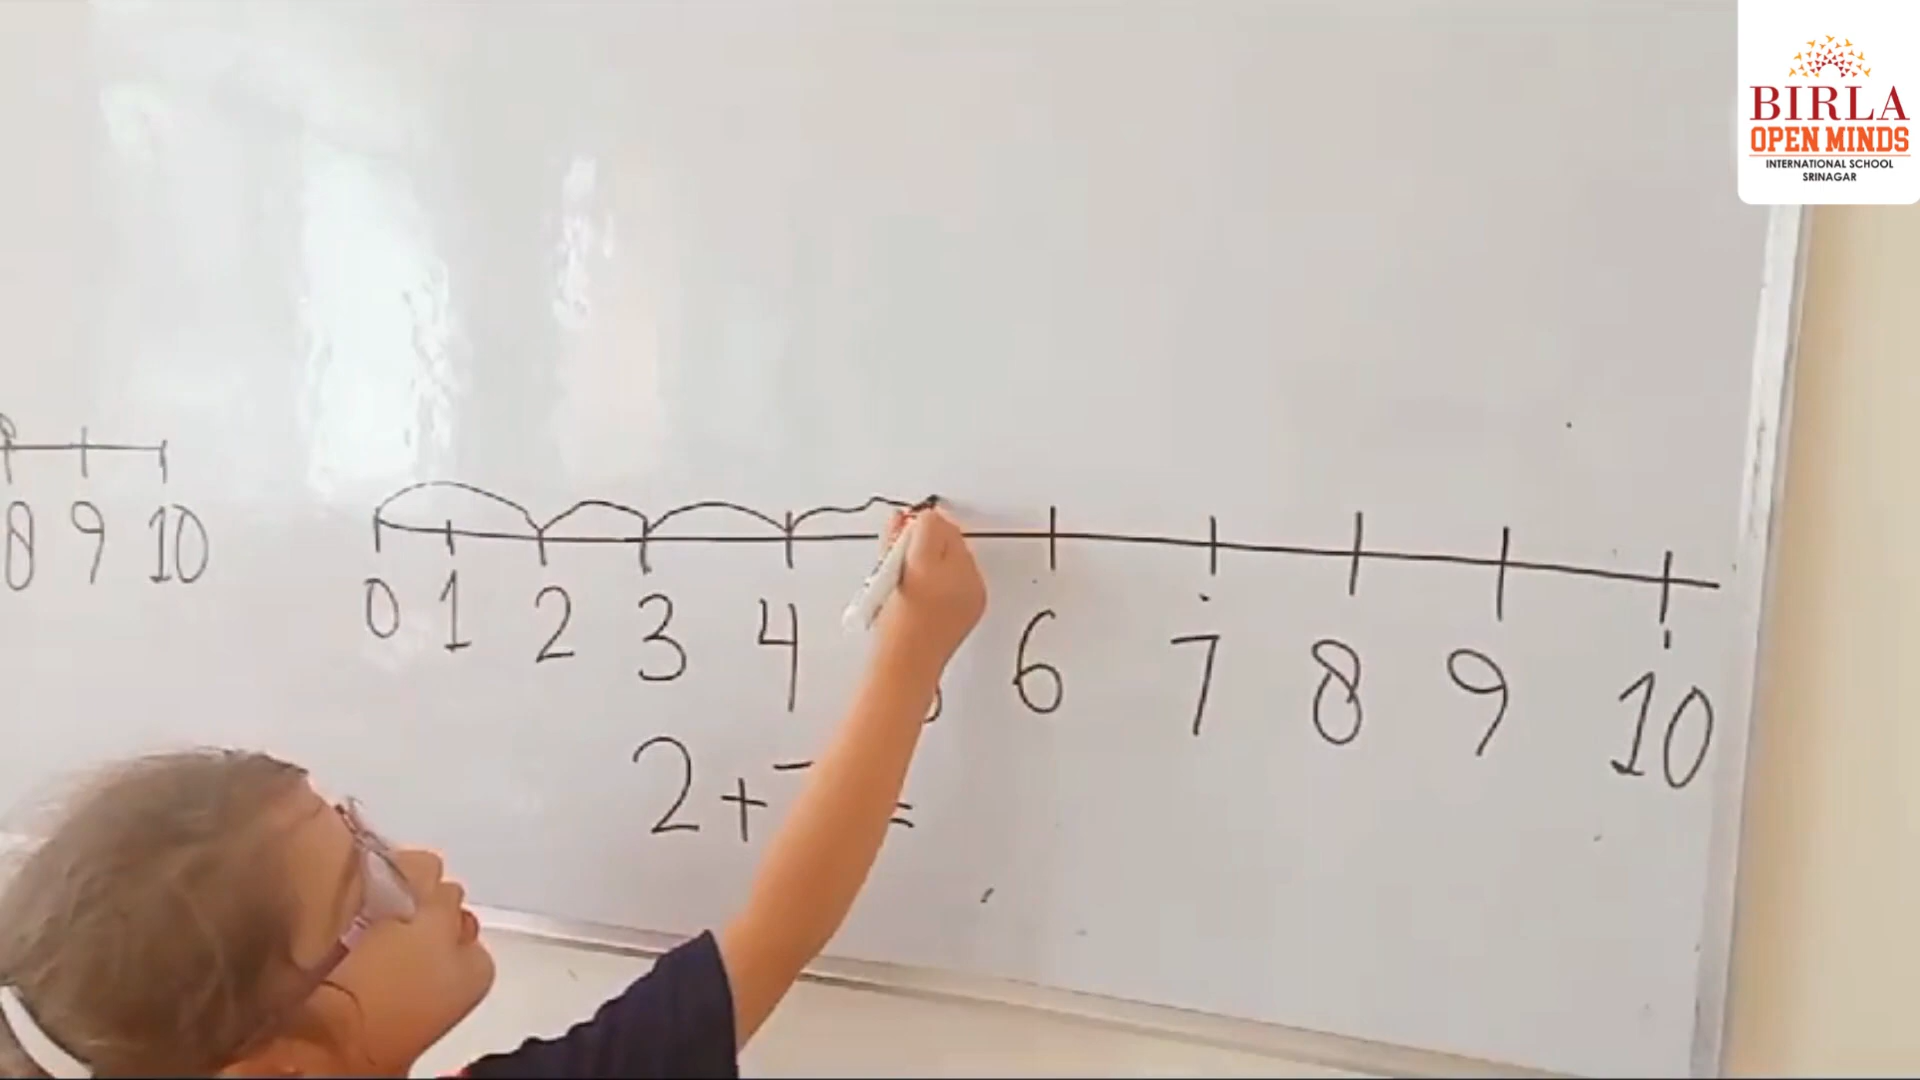 BIRLA
OPEN MINDS
INTERNATIONAL SCHOOL
SRINAGAR
8 9 10
0 1 2 3 4 6 7 8 9 10
2 + =